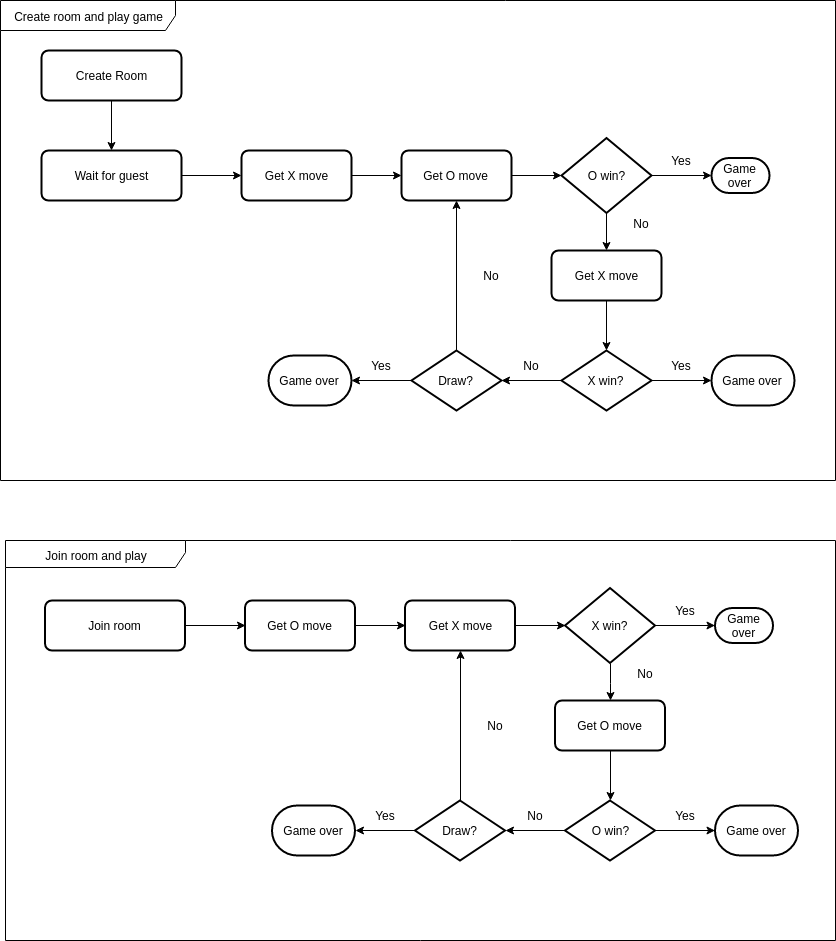 Create room and play game
Create Room
Wait for guest
Get X move
Get O move
O win?
Yes
Game
over
No
Get X move
No
Game over
Yes
Draw?
No
X win?
Yes
Game over
Join room and play
Join room
Get O move
Get X move
X win?
Yes
Game
over
No
Get O move
No
Game over
Yes
Draw?
No
O win?
Yes
Game over